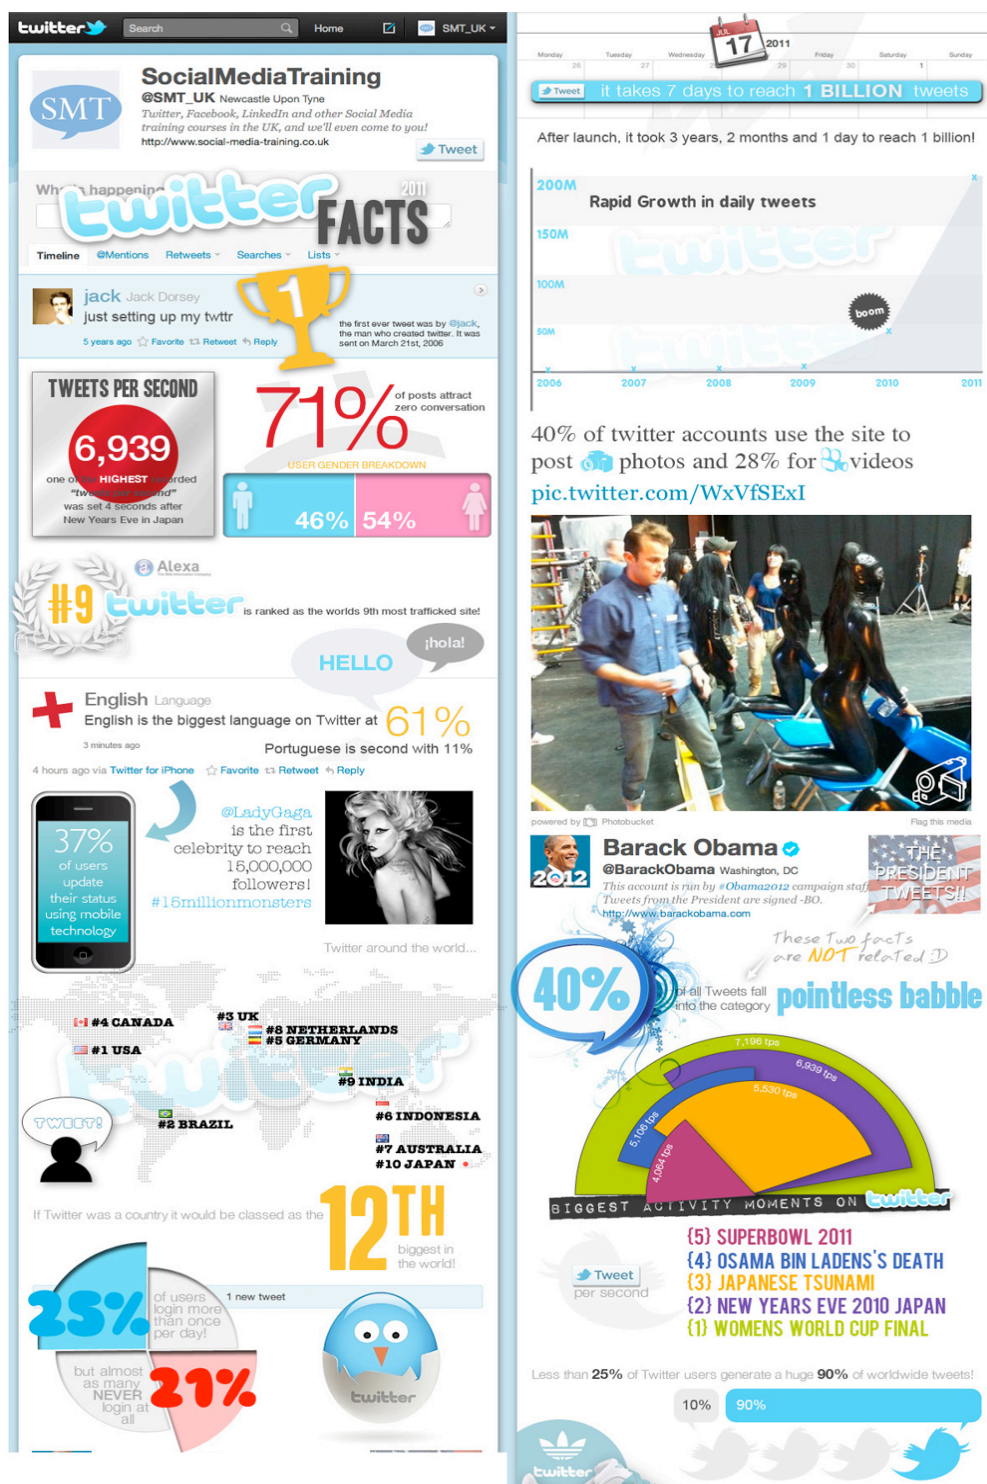 twitter
Search
Home
SMT_UK
SMT
SocialMediaTraining
@SMT_UK Newcastle Upon Tyne
Twitter, Facebook, LinkedIn and other Social Media
training courses in the UK, and we'll even come to you!
http://www.social-media-training.co.uk
Tweet
happening
twitter
2011
FACTS
Timeline @Mentions Retweets Searches Lists
1
jack Jack Dorsey
just setting up my twttr
5 years ago Favorite Retweet Reply
the first ever tweet was by @jack,
the man who created twitter. It was
sent on March 21st, 2006
TWEETS PER SECOND
6,939
one of the HIGHEST recorded
"tweets per second"
was set 4 seconds after
New Years Eve in Japan
71%
of posts attract
zero conversation
USER GENDER BREAKDOWN
46% 54%
a Alexa
The Web Information Company
#9 twitter is ranked as the worlds 9th most trafficked site!
HELLO
¡hola!
English Language
English is the biggest language on Twitter at 61%
3 minutes ago
Portuguese is second with 11%
4 hours ago via Twitter for iPhone Favorite Retweet Reply
37%
of users
update
their status
using mobile
technology
@LadyGaga
is the first
celebrity to reach
15,000,000
followers!
#15millionmonsters
Twitter around the world...
twitter
#4 CANADA
#3 UK
#8 NETHERLANDS
#5 GERMANY
#1 USA
#9 INDIA
#6 INDONESIA
#2 BRAZIL
#7 AUSTRALIA
#10 JAPAN
TWEET!
If Twitter was a country it would be classed as the 12TH
biggest in
the world!
25%
of users
login more
than once
per day!
1 new tweet
but almost
as many
NEVER
login at
all
21%
twitter
JUL
17
2011
Monday Tuesday Wednesday Friday Saturday Sunday
26 27 29 30 1
Tweet it takes 7 days to reach 1 BILLION tweets
After launch, it took 3 years, 2 months and 1 day to reach 1 billion!
200M
Rapid Growth in daily tweets
150M
twitter
100M
boom
50M
2006 2007 2008 2009 2010 2011
40% of twitter accounts use the site to
post photos and 28% for videos
pic.twitter.com/WxVfSExI
powered by Photobucket
Flag this media
2012
Barack Obama
@BarackObama Washington, DC
This account is run by #Obama2012 campaign staff
Tweets from the President are signed -BO.
http://www.barackobama.com
THE
PRESIDENT
TWEETS!!
These Two facTs
are NOT relaTed :D
40%
of all Tweets fall
into the category
pointless babble
7,196 tps
6,939 tps
5,530 tps
5,106 tps
4,064 tps
BIGGEST ACTIVITY MOMENTS ON twitter
{5} SUPERBOWL 2011
{4} OSAMA BIN LADENS'S DEATH
{3} JAPANESE TSUNAMI
{2} NEW YEARS EVE 2010 JAPAN
{1} WOMENS WORLD CUP FINAL
Tweet
per second
Less than 25% of Twitter users generate a huge 90% of worldwide tweets!
10% 90%
twitter